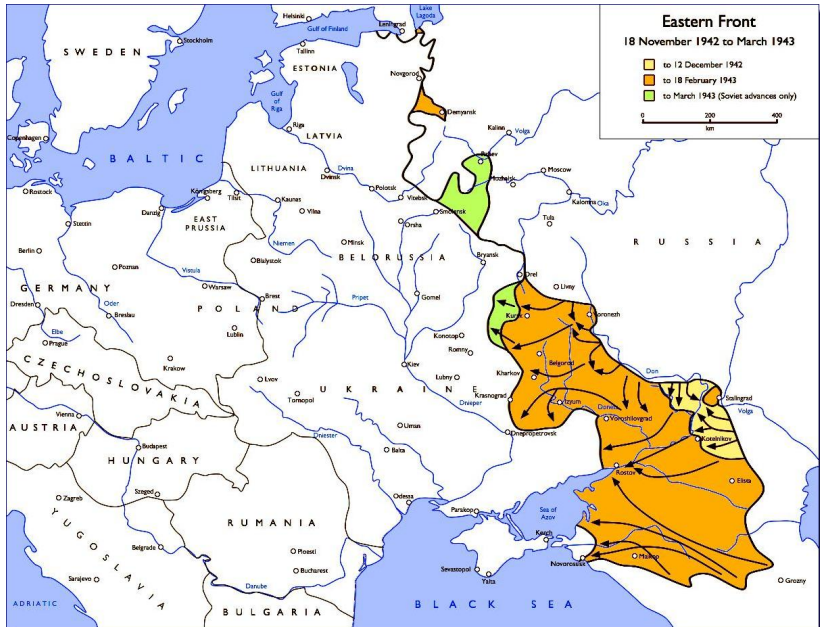 Eastern Front
18 November 1942 to March 1943
to 12 December 1942
to 18 February 1943
to March 1943 (Soviet advances only)
0 200 400
km
Helsinki
Lake
Lagoda
Leningrad
Gulf of Finland
SWEDEN
Stockholm
Tallinn
ESTONIA
Novgorod
Gulf
of
Riga
Demyansk
Riga
LATVIA
Kalinin
Volga
Copenhagen
BALTIC
LITHUANIA
Dvina
Dvinsk
Rzhev
Mozhaisk
Moscow
Polotsk
Vitebsk
Kalomna
Oka
Rostock
Königsberg
Tilsit
Kaunas
Vilna
Danzig
Smolensk
Orsha
Tula
Stettin
EAST
PRUSSIA
Niemen
Minsk
RUSSIA
Berlin
Bialystok
BELORUSSIA
Bryansk
Poznan
Vistula
Orel
GERMANY
Warsaw
Livny
Dresden
Oder
Breslau
POLAND
Brest
Pripet
Gomel
Kursk
Voronezh
Elbe
Prague
Lublin
Konotop
Romny
Belgorod
CZECHOSLOVAKIA
Krakow
Kiev
Kharkov
Don
Lvov
Lubny
UKRAINE
Krasnograd
Dnieper
Izyum
Donets
Stalingrad
Volga
Vienna
AUSTRIA
Tornopol
Voroshilovgrad
Dniester
Uman
Dnepropetrovsk
Kotelnikov
Budapest
Balta
HUNGARY
Rostov
Elista
Zagreb
Szeged
Odessa
Parakop
Sea of
Azov
YUGOSLAVIA
RUMANIA
Kerch
Belgrade
Ploesti
Novorossisk
Maikop
Bucharest
Sevastopol
Yalta
Grozny
Sarajevo
Danube
ADRIATIC
BULGARIA
BLACK SEA